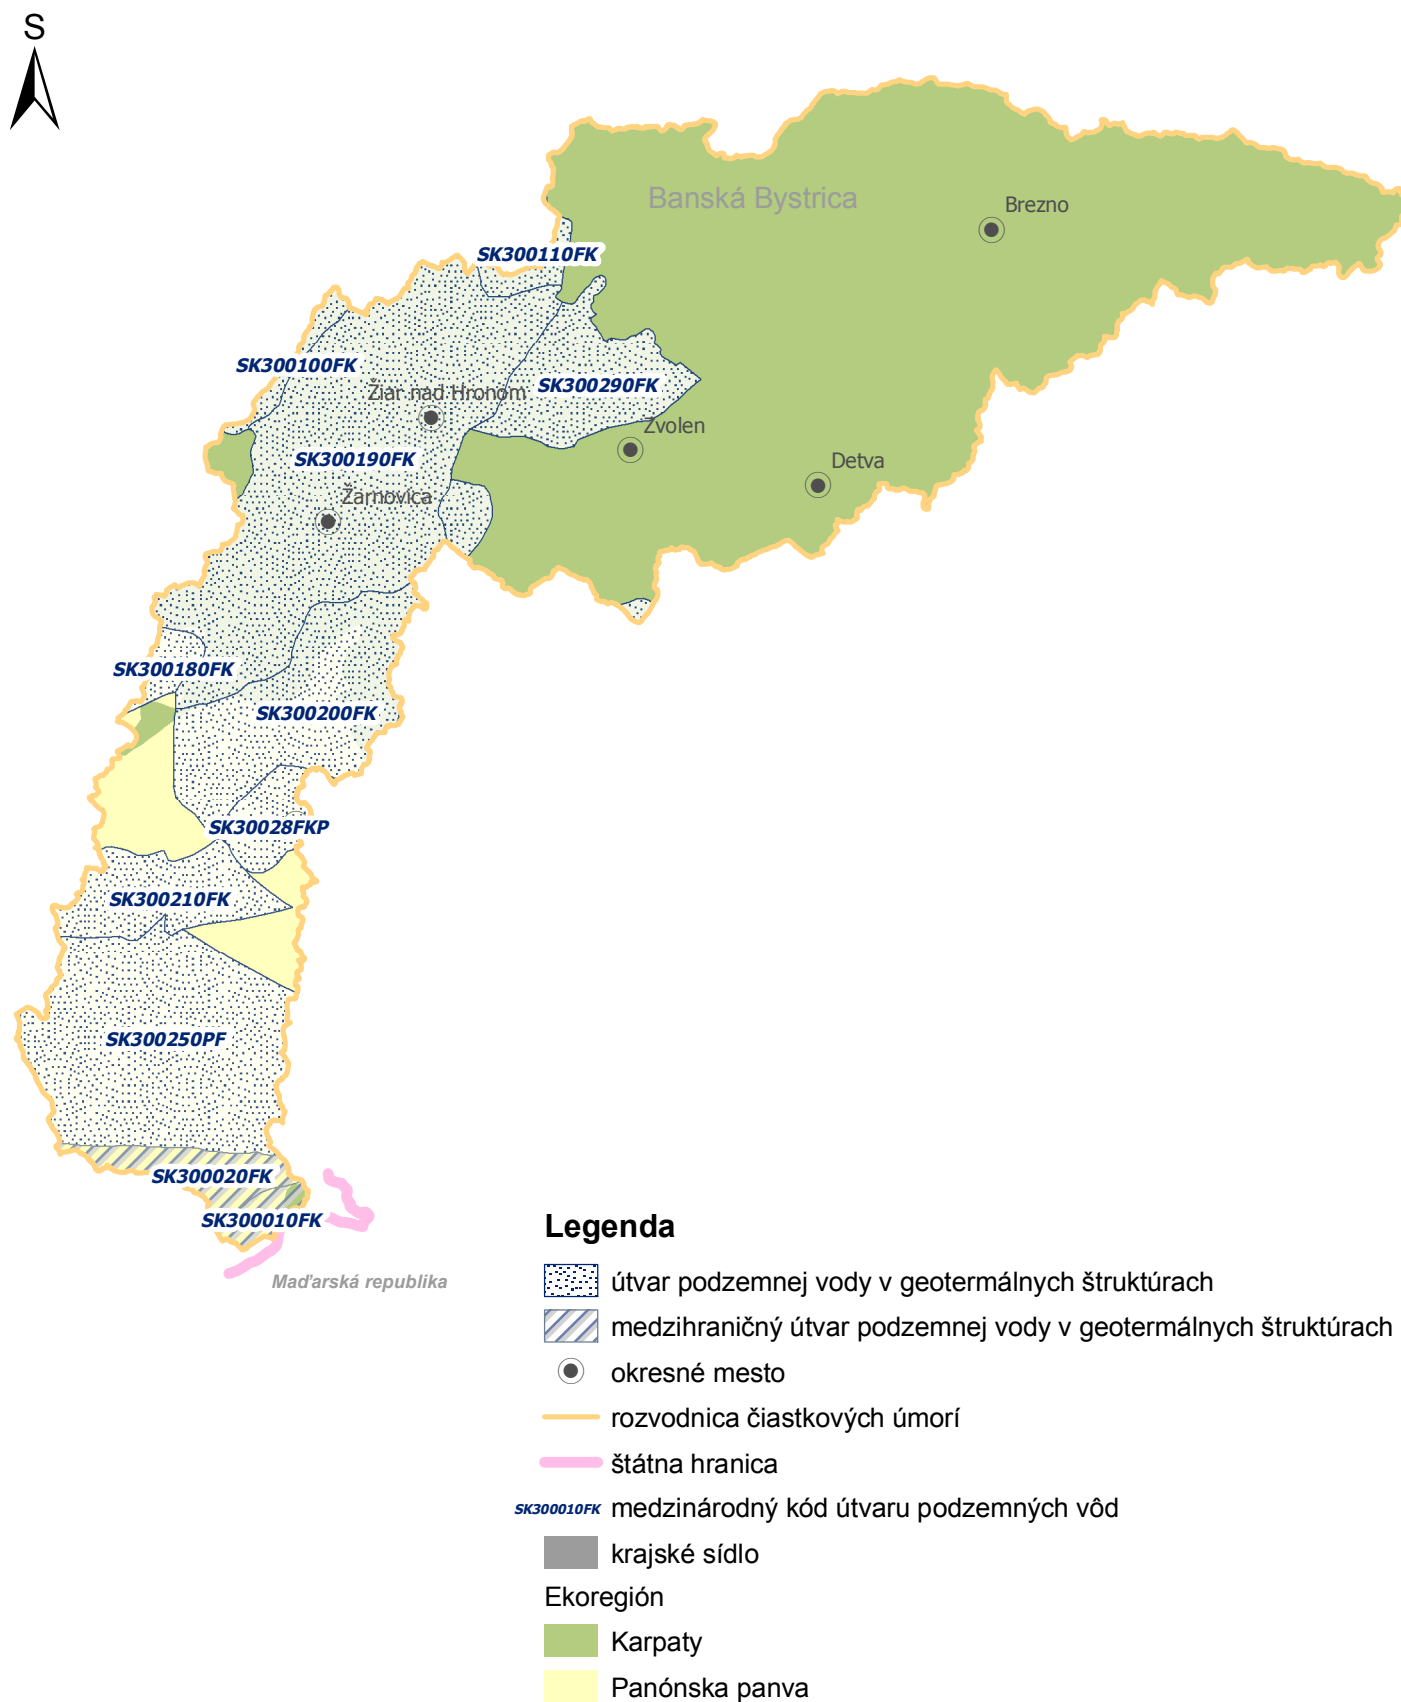 S
Banská Bystrica
Brezno
SK300110FK
SK300100FK
SK300290FK
Žiar nad Hronom
Zvolen
SK300190FK
Detva
Žarnovica
SK300180FK
SK300200FK
SK30028FKP
SK300210FK
SK300250PF
SK300020FK
SK300010FK
Maďarská republika
Legenda
útvar podzemnej vody v geotermálnych štruktúrach
medzihraničný útvar podzemnej vody v geotermálnych štruktúrach
okresné mesto
rozvodnica čiastkových úmorí
štátna hranica
SK300010FK medzinárodný kód útvaru podzemných vôd
krajské sídlo
Ekoregión
Karpaty
Panónska panva